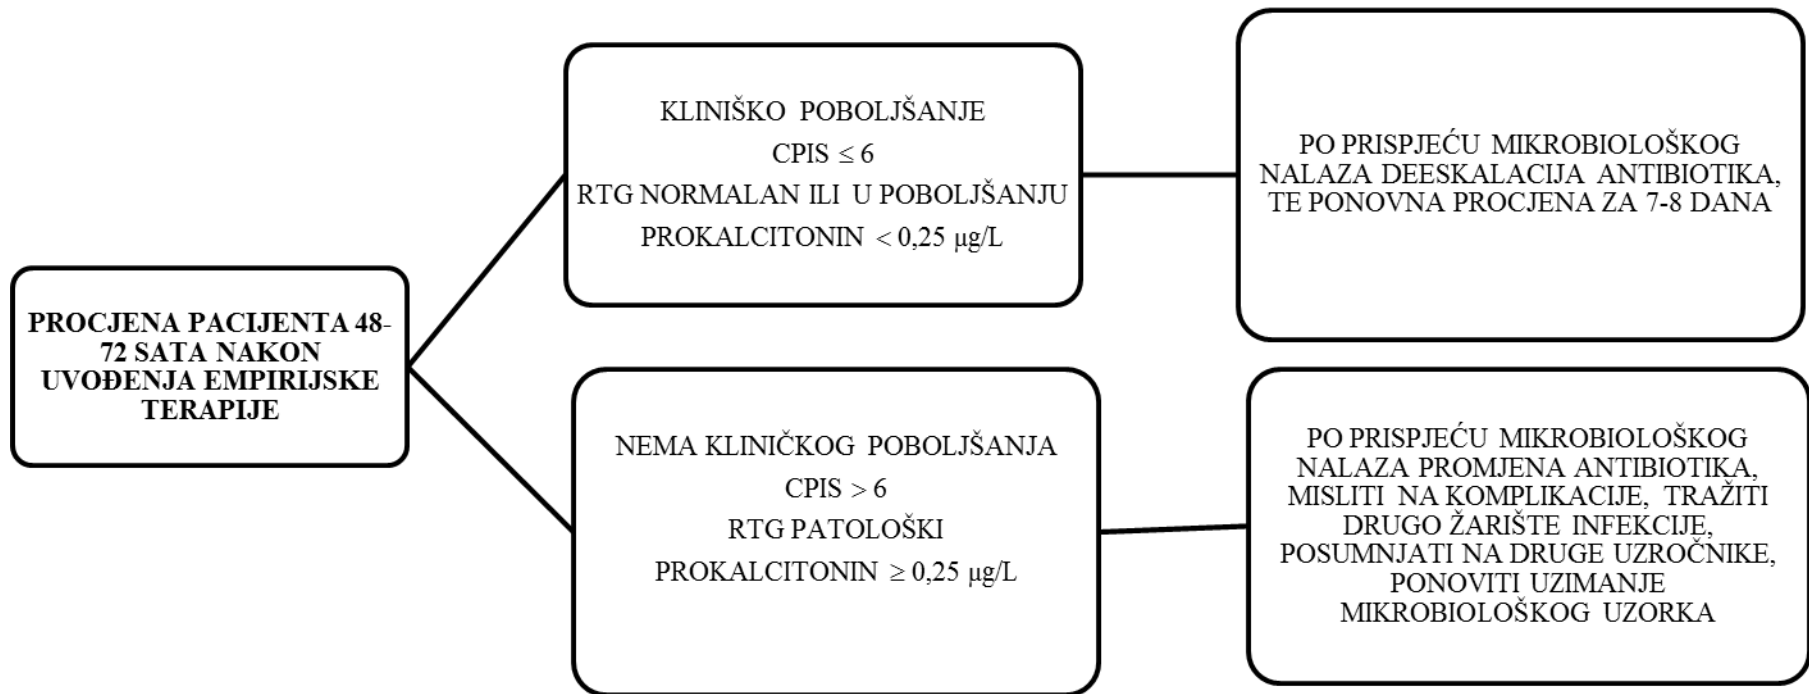 PROCJENA PACIJENTA 48-
72 SATA NAKON
UVOĐENJA EMPIRIJSKE
TERAPIJE
KLINIŠKO POBOLJŠANJE
CPIS ≤ 6
RTG NORMALAN ILI U POBOLJŠANJU
PROKALCITONIN < 0,25 μg/L
PO PRISPJEĆU MIKROBIOLOŠKOG
NALAZA DEESKALACIJA ANTIBIOTIKA,
TE PONOVNA PROCJENA ZA 7-8 DANA
NEMA KLINIČKOG POBOLJŠANJA
CPIS > 6
RTG PATOLOŠKI
PROKALCITONIN ≥ 0,25 μg/L
PO PRISPJEĆU MIKROBIOLOŠKOG
NALAZA PROMJENA ANTIBIOTIKA,
MISLITI NA KOMPLIKACIJE, TRAŽITI
DRUGO ŽARIŠTE INFEKCIJE,
POSUMNJATI NA DRUGE UZROČNIKE,
PONOVITI UZIMANJE
MIKROBIOLOŠKOG UZORKA